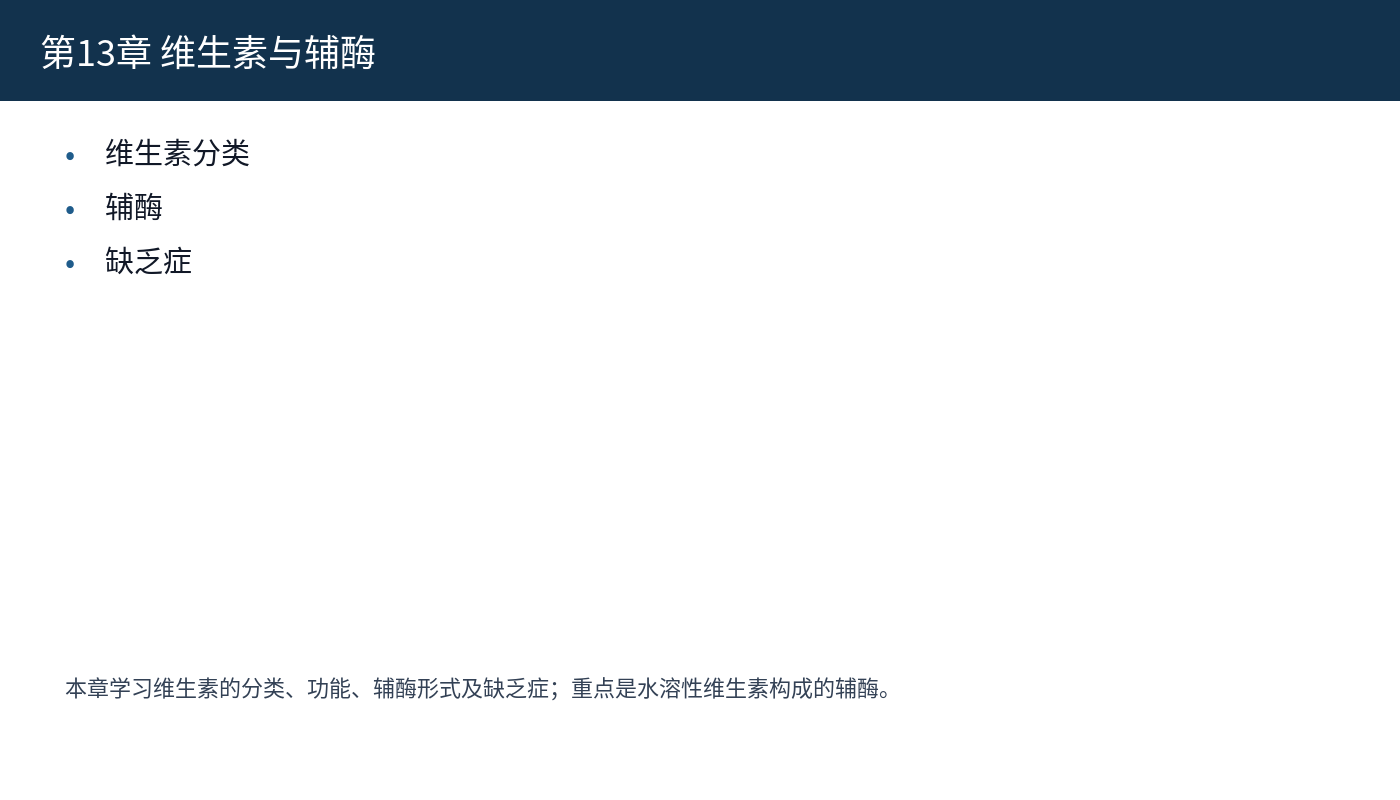 第13章 维生素与辅酶
• 维生素分类
• 辅酶
• 缺乏症
本章学习维生素的分类、功能、辅酶形式及缺乏症；重点是水溶性维生素构成的辅酶。